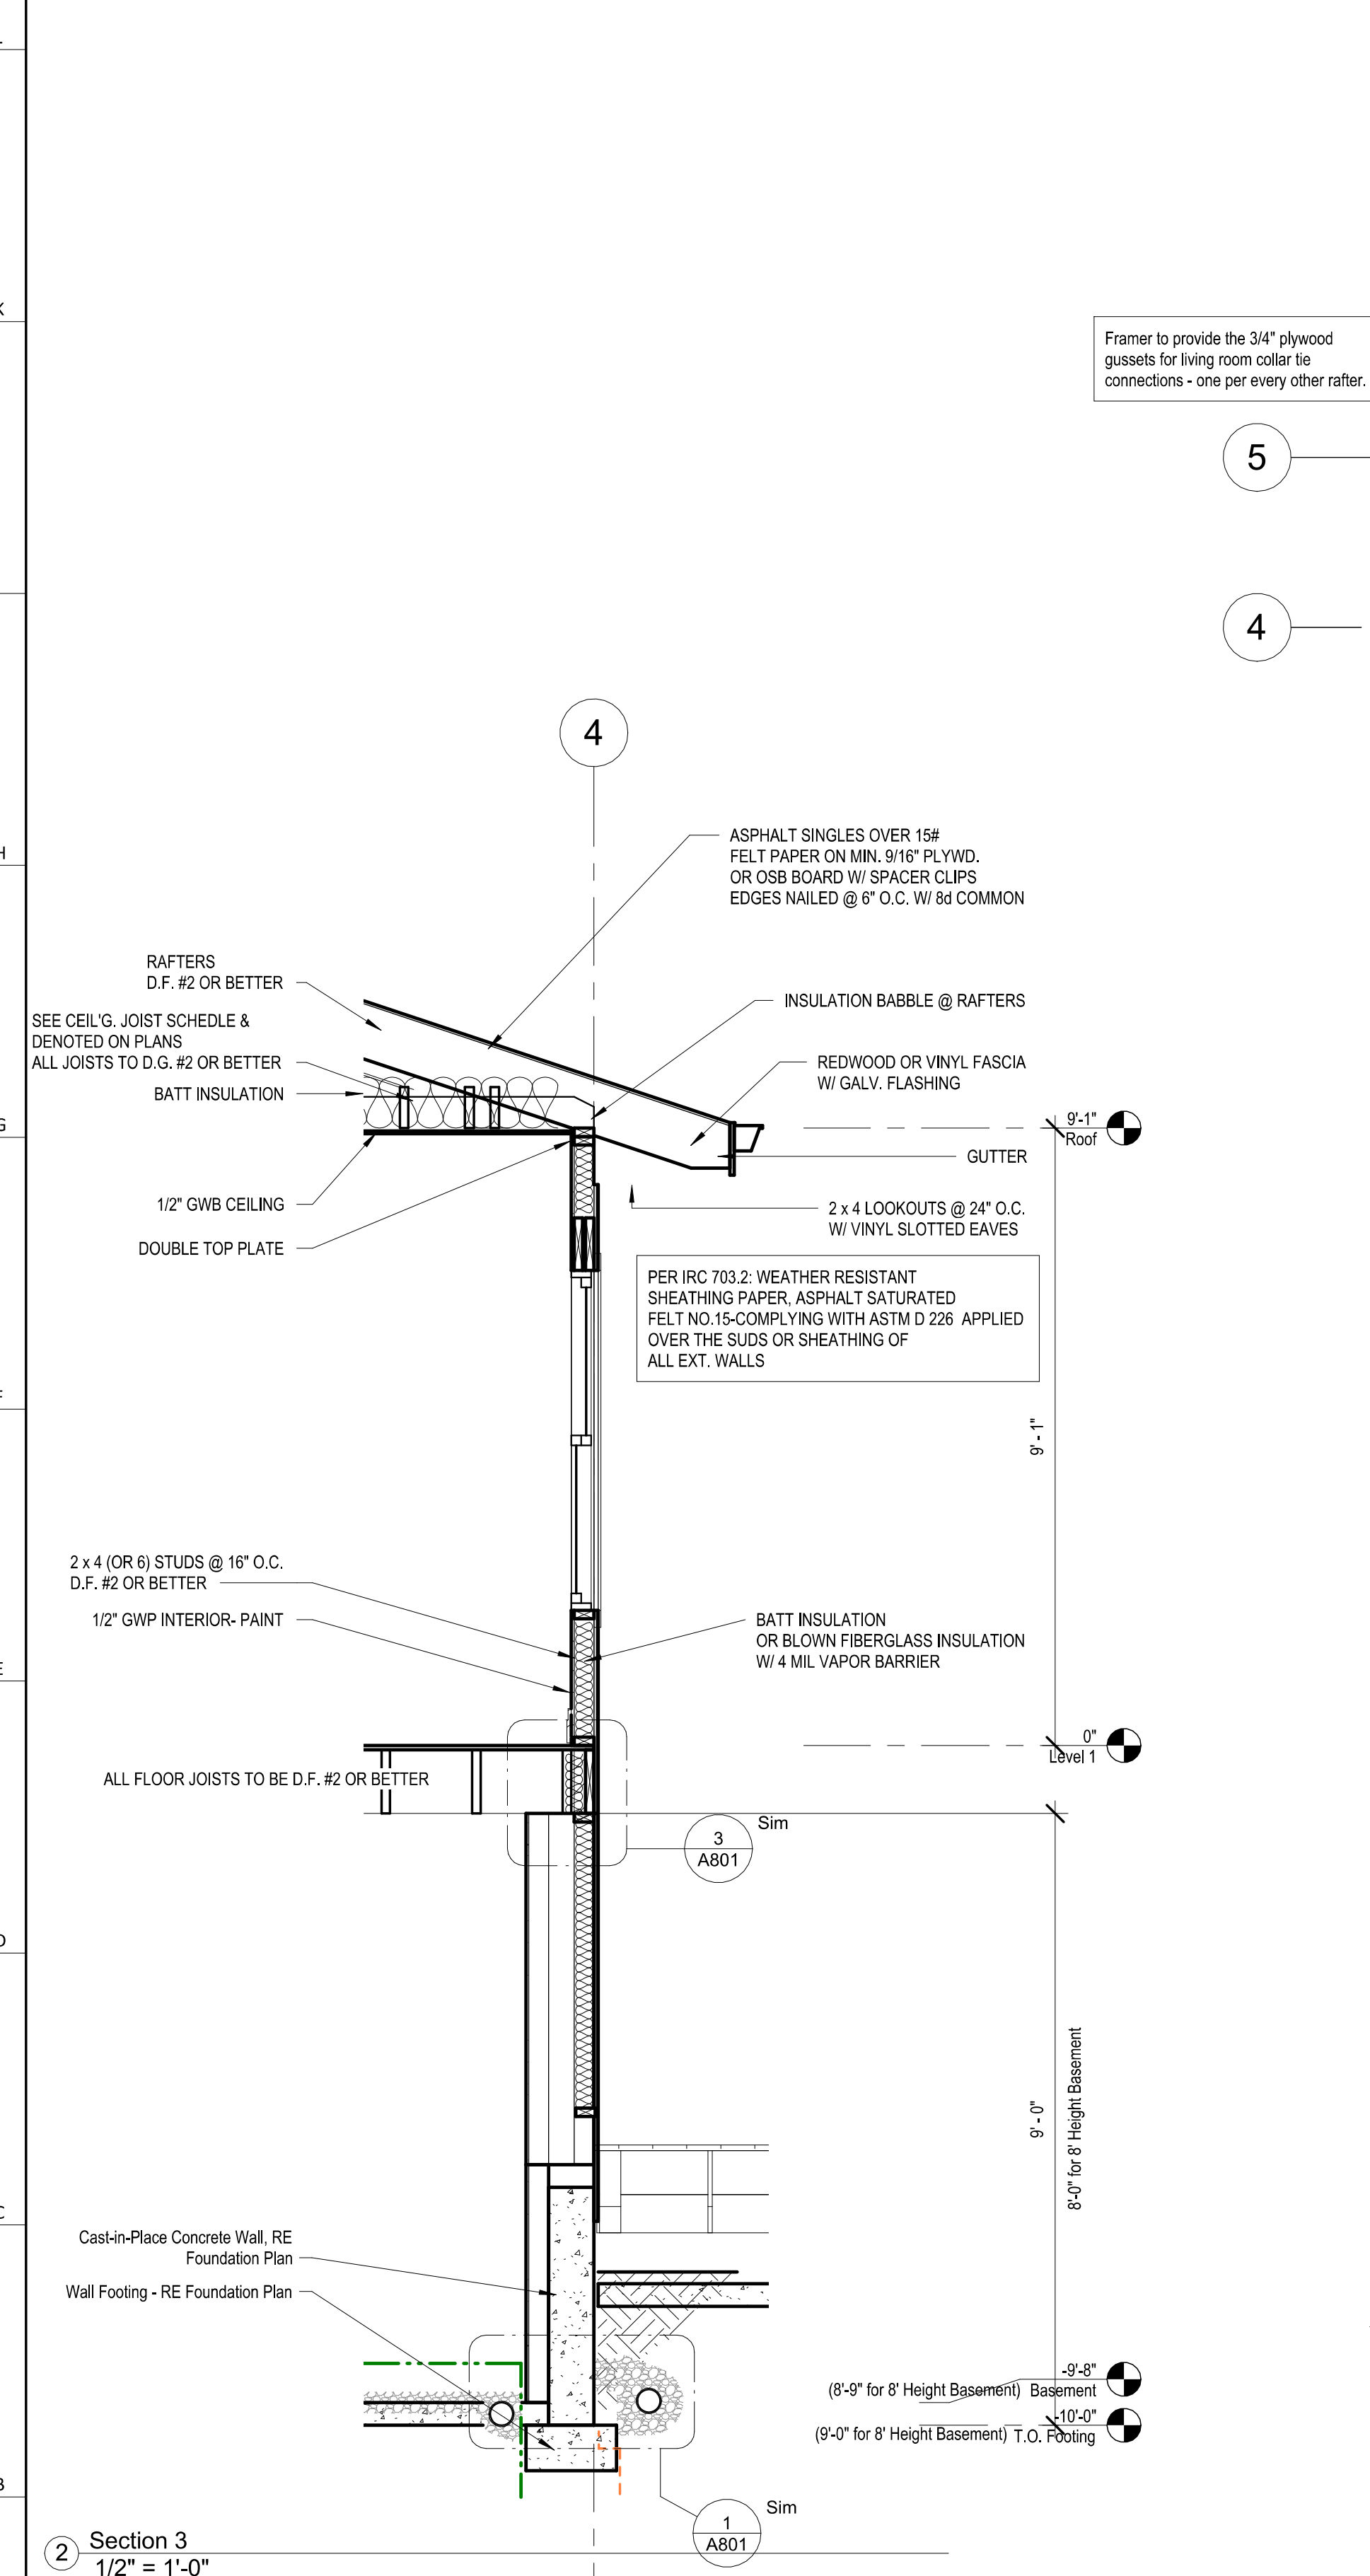 K
H
G
F
E
D
C
B
Framer to provide the 3/4" plywood
gussets for living room collar tie
connections - one per every other rafter.
5
4
4
ASPHALT SINGLES OVER 15#
FELT PAPER ON MIN. 9/16" PLYWD.
OR OSB BOARD W/ SPACER CLIPS
EDGES NAILED @ 6" O.C. W/ 8d COMMON
RAFTERS
D.F. #2 OR BETTER
SEE CEIL'G. JOIST SCHEDLE &
DENOTED ON PLANS
ALL JOISTS TO D.G. #2 OR BETTER
BATT INSULATION
INSULATION BABBLE @ RAFTERS
REDWOOD OR VINYL FASCIA
W/ GALV. FLASHING
9'-1"
Roof
GUTTER
1/2" GWB CEILING
2 x 4 LOOKOUTS @ 24" O.C.
W/ VINYL SLOTTED EAVES
DOUBLE TOP PLATE
PER IRC 703.2: WEATHER RESISTANT
SHEATHING PAPER, ASPHALT SATURATED
FELT NO.15-COMPLYING WITH ASTM D 226 APPLIED
OVER THE SUDS OR SHEATHING OF
ALL EXT. WALLS
9' - 1"
2 x 4 (OR 6) STUDS @ 16" O.C.
D.F. #2 OR BETTER
1/2" GWP INTERIOR- PAINT
BATT INSULATION
OR BLOWN FIBERGLASS INSULATION
W/ 4 MIL VAPOR BARRIER
0"
Level 1
ALL FLOOR JOISTS TO BE D.F. #2 OR BETTER
3
A801
Sim
9' - 0"
8'-0" for 8' Height Basement
Cast-in-Place Concrete Wall, RE
Foundation Plan
Wall Footing - RE Foundation Plan
-9'-8"
(8'-9" for 8' Height Basement) Basement
-10'-0"
(9'-0" for 8' Height Basement) T.O. Footing
1
A801
Sim
2
Section 3
1/2" = 1'-0"